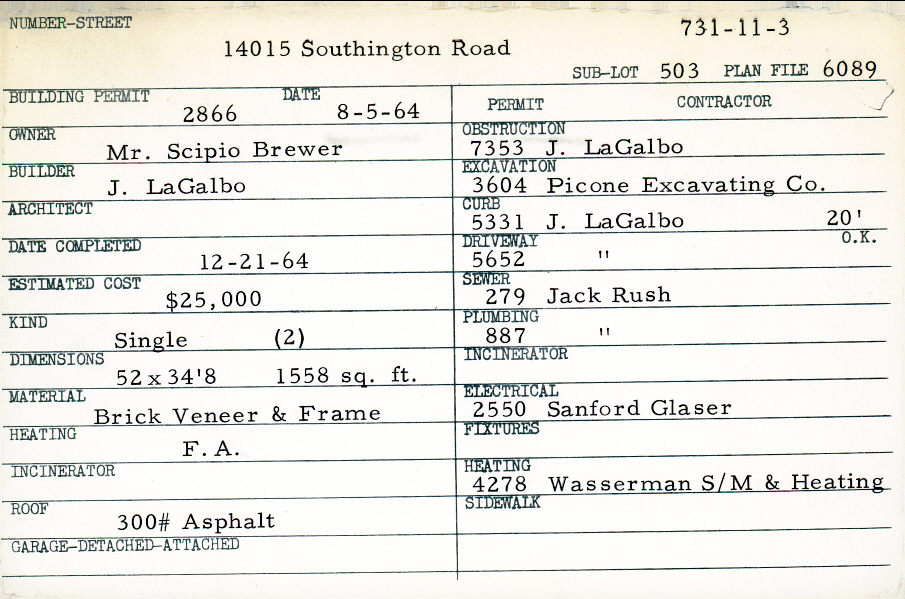 NUMBER-STREET
731-11-3
14015 Southington Road
SUB-LOT 503 PLAN FILE 6089
BUILDING PERMIT DATE
2866 8-5-64
OWNER
Mr. Scipio Brewer
BUILDER
J. LaGalbo
ARCHITECT
DATE COMPLETED
12-21-64
ESTIMATED COST
$25,000
KIND
Single (2)
DIMENSIONS
52 x 34'8 1558 sq. ft.
MATERIAL
Brick Veneer & Frame
HEATING
F. A.
INCINERATOR
ROOF
300# Asphalt
GARAGE-DETACHED-ATTACHED
PERMIT CONTRACTOR
OBSTRUCTION
7353 J. LaGalbo
EXCAVATION
3604 Picone Excavating Co.
CURB
5331 J. LaGalbo 20'
DRIVEWAY O.K.
5652 "
SEWER
279 Jack Rush
PLUMBING
887 "
INCINERATOR
ELECTRICAL
2550 Sanford Glaser
FIXTURES
HEATING
4278 Wasserman S/M & Heating
SIDEWALK